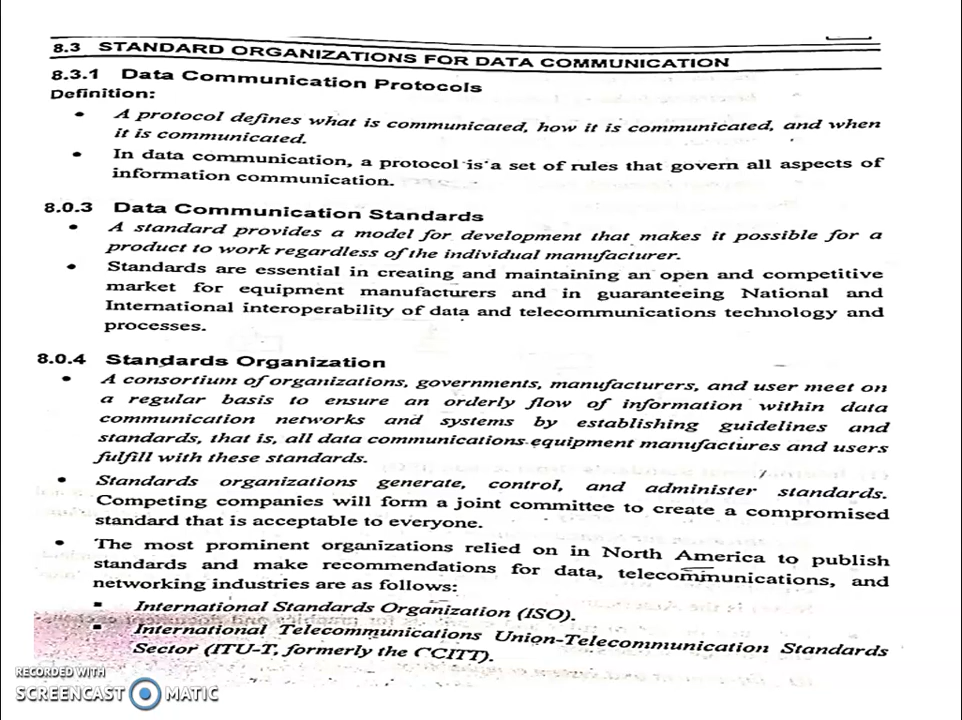 8.3 STANDARD ORGANIZATIONS FOR DATA COMMUNICATION
8.3.1 Data Communication Protocols
Definition:
• A protocol defines what is communicated, how it is communicated, and when
it is communicated.
• In data communication, a protocol is a set of rules that govern all aspects of
information communication.
8.0.3 Data Communication Standards
• A standard provides a model for development that makes it possible for a
product to work regardless of the individual manufacturer.
• Standards are essential in creating and maintaining an open and competitive
market for equipment manufacturers and in guaranteeing National and
International interoperability of data and telecommunications technology and
processes.
8.0.4 Standards Organization
• A consortium of organizations, governments, manufacturers, and user meet on
a regular basis to ensure an orderly flow of information within data
communication networks and systems by establishing guidelines and
standards, that is, all data communications equipment manufactures and users
fulfill with these standards.
• Standards organizations generate, control, and administer standards.
Competing companies will form a joint committee to create a compromised
standard that is acceptable to everyone.
• The most prominent organizations relied on in North America to publish
standards and make recommendations for data, telecommunications, and
networking industries are as follows:
▪ International Standards Organization (ISO).
▪ International Telecommunications Union-Telecommunication Standards
Sector (ITU-T, formerly the CCITT).
RECORDED WITH
SCREENCAST MATIC